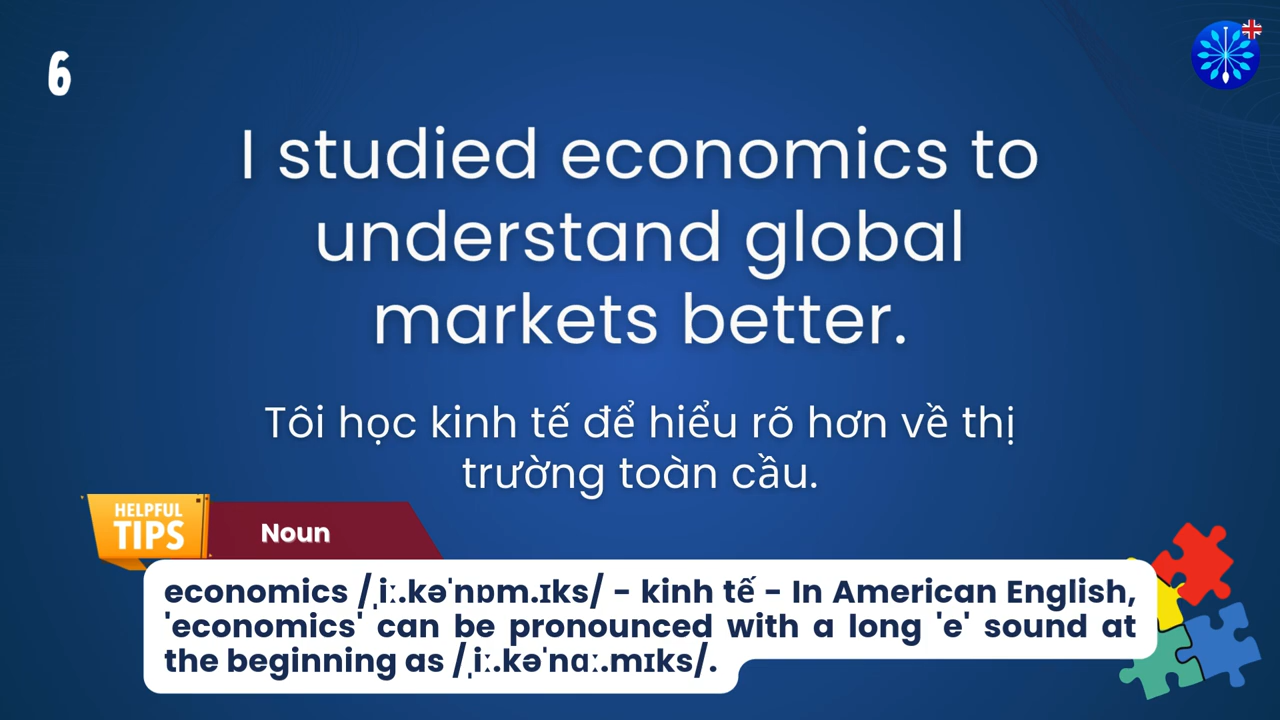 6
I studied economics to
understand global
markets better.
Tôi học kinh tế để hiểu rõ hơn về thị
trường toàn cầu.
HELPFUL
TIPS
Noun
economics /ˌiː.kəˈnɒm.ɪks/ – kinh tế – In American English,
'economics' can be pronounced with a long 'e' sound at
the beginning as /ˌiː.kəˈnɑː.mɪks/.